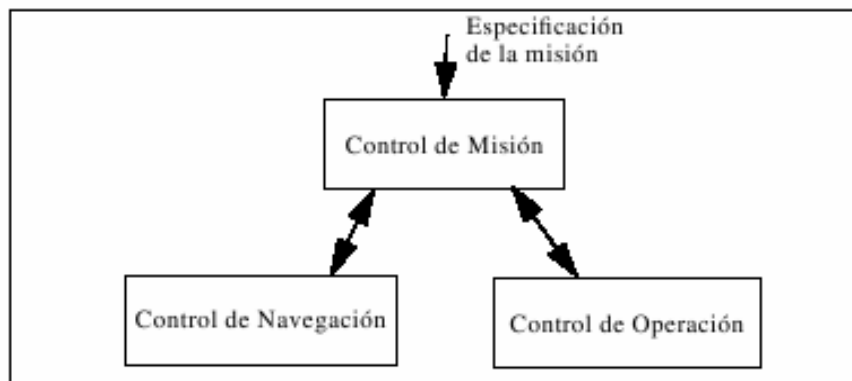 Especificación
de la misión
Control de Misión
Control de Navegación
Control de Operación